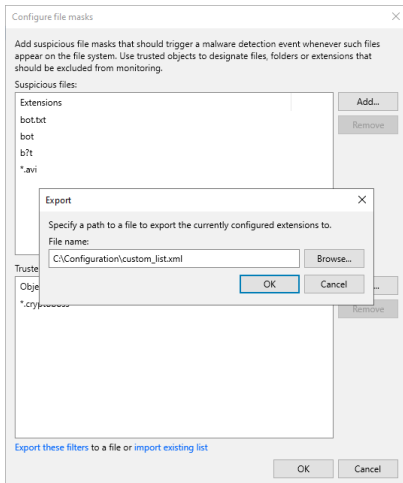 Configure file masks
Add suspicious file masks that should trigger a malware detection event whenever such files
appear on the file system. Use trusted objects to designate files, folders or extensions that
should be excluded from monitoring.
Suspicious files:
Extensions
Add...
bot.txt
Remove
bot
b?t
*.avi
Export
Specify a path to a file to export the currently configured extensions to.
File name:
C:\Configuration\custom_list.xml
Browse...
OK
Cancel
Remove
Export these filters to a file or import existing list
OK
Cancel